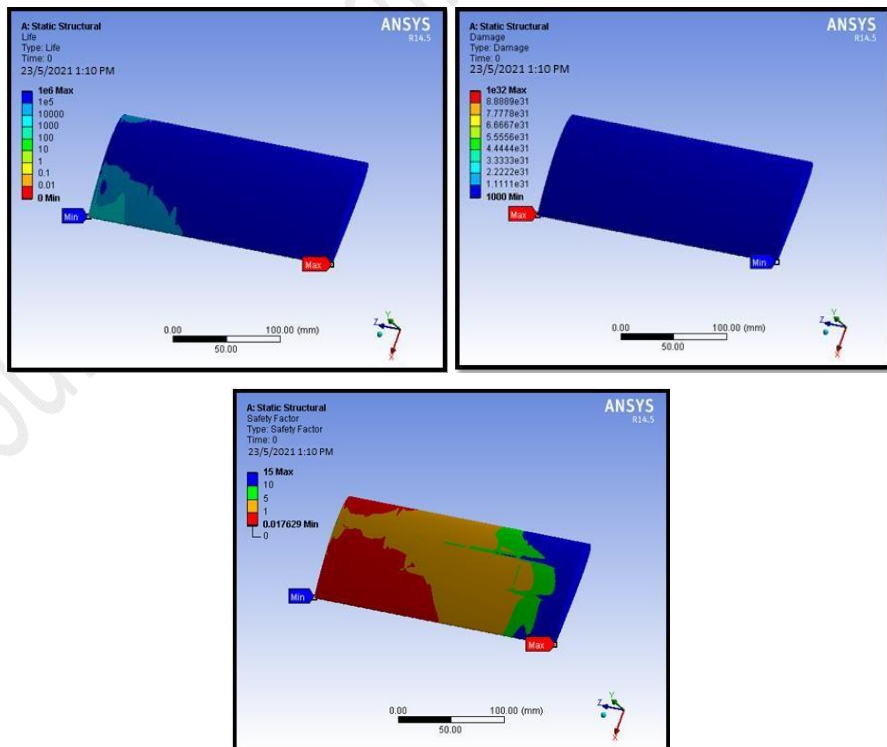 A: Static Structural
Life
Type: Life
Time: 0
23/5/2021 1:10 PM
ANSYS
R14.5
1e6 Max
1e5
10000
1000
100
10
1
0.1
0.01
0 Min
Min
Max
0.00 100.00 (mm)
50.00
Z Y
X
A: Static Structural
Damage
Type: Damage
Time: 0
23/5/2021 1:10 PM
ANSYS
R14.5
1e32 Max
8.8889e31
7.7778e31
6.6667e31
5.5556e31
4.4444e31
3.3333e31
2.2222e31
1.1111e31
1000 Min
Max
Min
0.00 100.00 (mm)
50.00
Z Y
X
A: Static Structural
Safety Factor
Type: Safety Factor
Time: 0
23/5/2021 1:10 PM
ANSYS
R14.5
15 Max
10
5
1
0.017629 Min
0
Min
Max
0.00 100.00 (mm)
50.00
Z Y
X